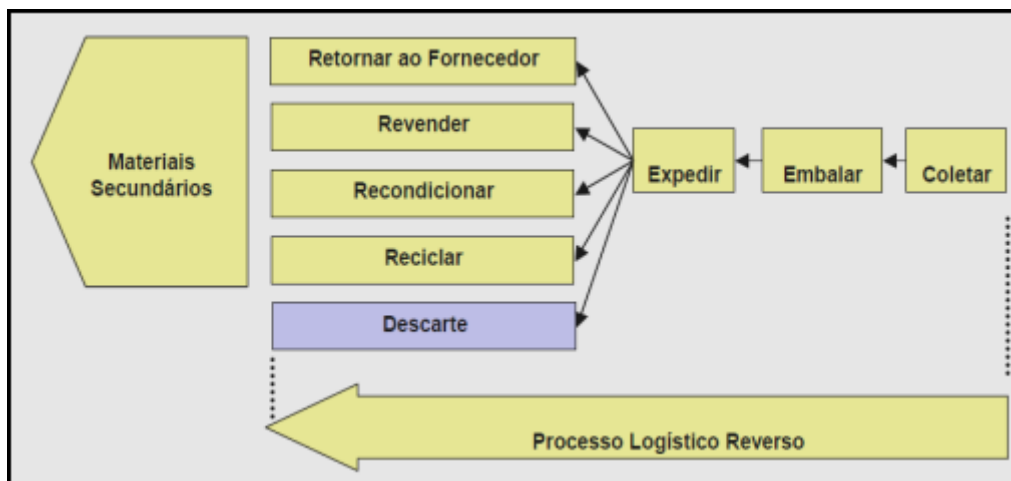 Retornar ao Fornecedor
Revender
Materiais
Secundários
Expedir
Embalar
Coletar
Recondicionar
Reciclar
Descarte
Processo Logístico Reverso